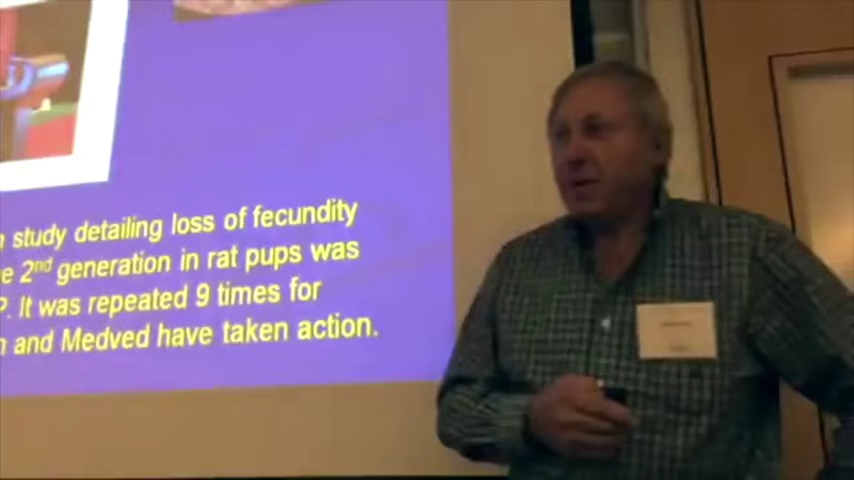 study detailing loss of fecundity
2nd generation in rat pups was
It was repeated 9 times for
and Medved have taken action.